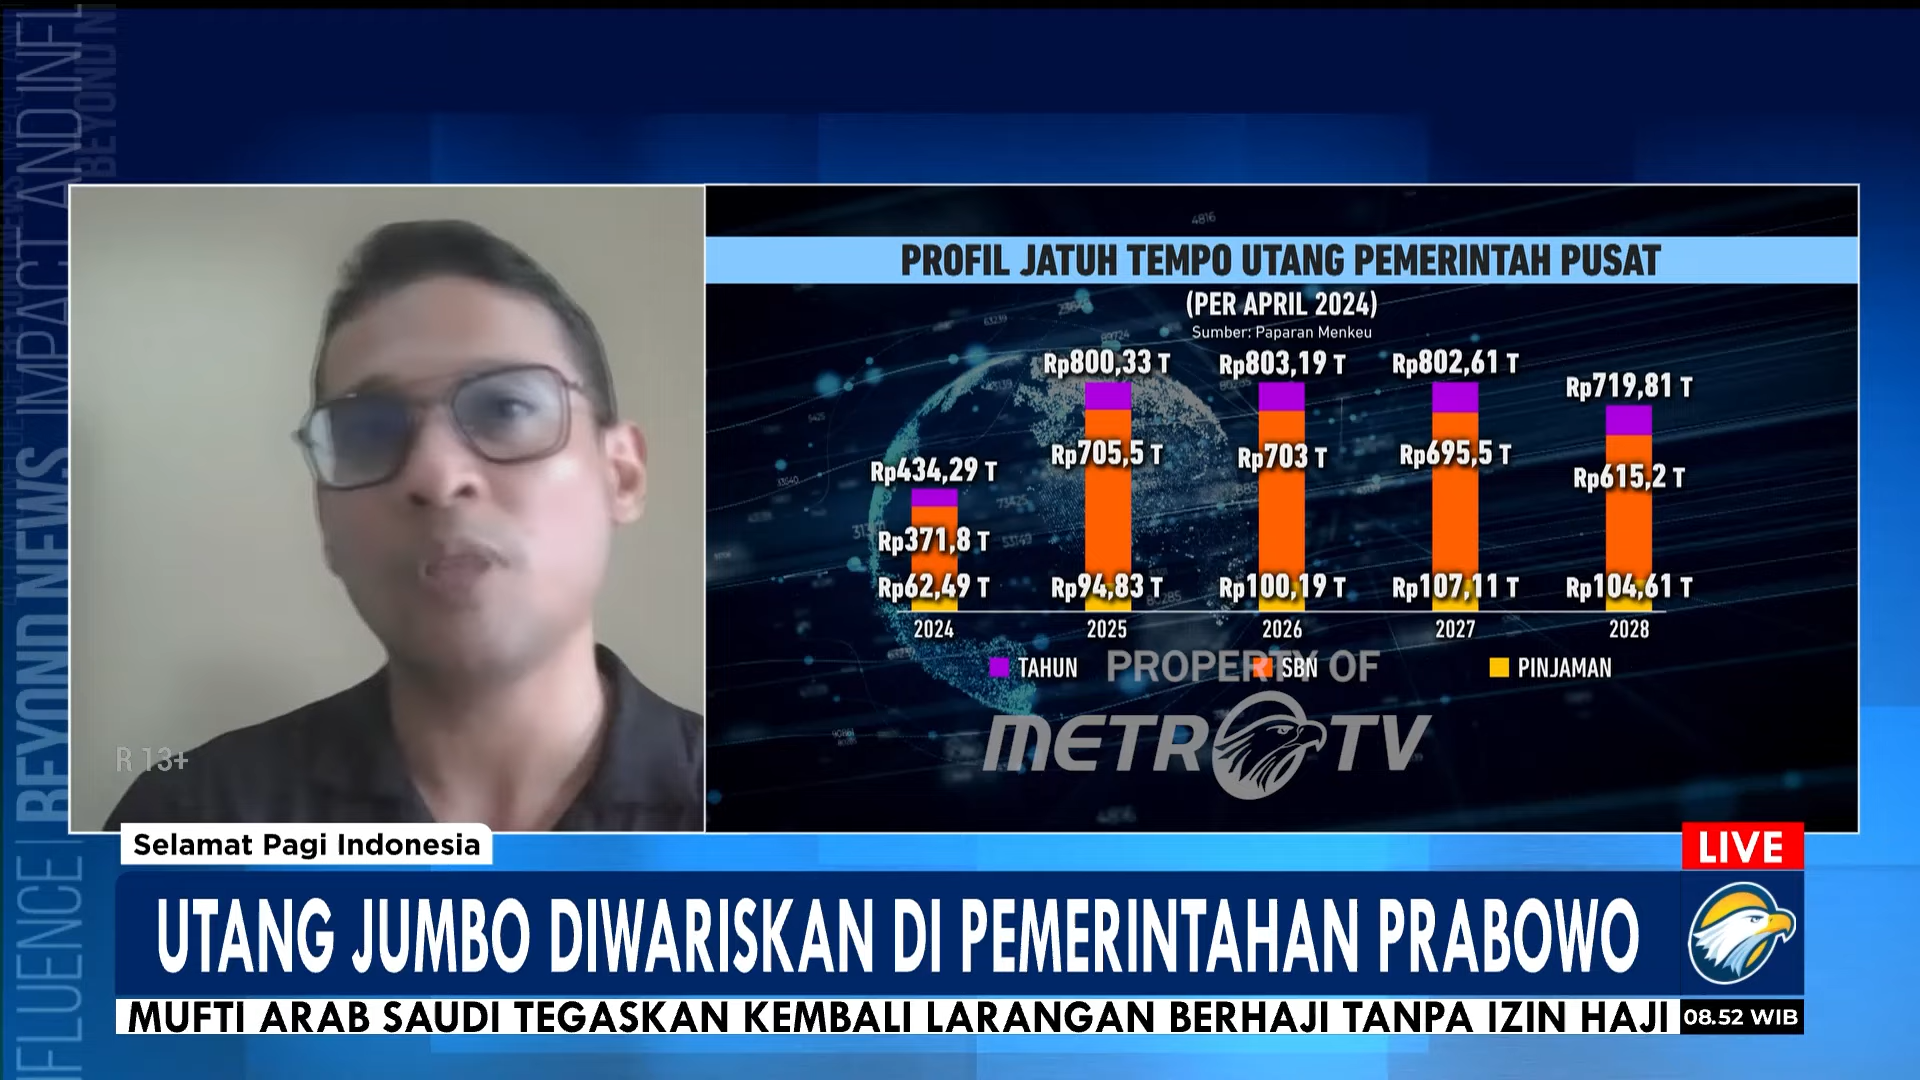 BEYOND NEWS, IMPACT AND INFLUENCE
PROFIL JATUH TEMPO UTANG PEMERINTAH PUSAT
(PER APRIL 2024)
Sumber: Paparan Menkeu
Rp434,29 T
Rp800,33 T
Rp803,19 T
Rp802,61 T
Rp719,81 T
Rp371,8 T
Rp705,5 T
Rp703 T
Rp695,5 T
Rp615,2 T
Rp62,49 T
Rp94,83 T
Rp100,19 T
Rp107,11 T
Rp104,61 T
2024
2025
2026
2027
2028
TAHUN
SBN
PINJAMAN
PROPERTY OF
METRO TV
R 13+
Selamat Pagi Indonesia
LIVE
UTANG JUMBO DIWARISKAN DI PEMERINTAHAN PRABOWO
MUFTI ARAB SAUDI TEGASKAN KEMBALI LARANGAN BERHAJI TANPA IZIN HAJI
08.52 WIB